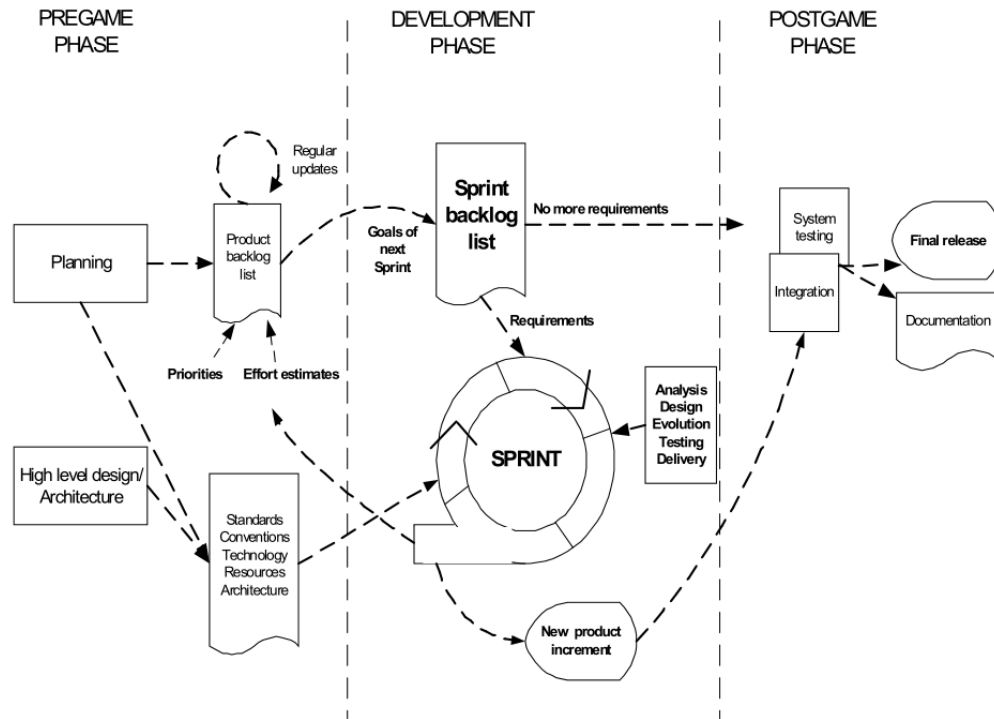 PREGAME
PHASE
DEVELOPMENT
PHASE
POSTGAME
PHASE
Regular
updates
Planning
Product
backlog
list
Goals of
next
Sprint
Sprint
backlog
list
No more requirements
System
testing
Integration
Final release
Documentation
Priorities
Effort estimates
Requirements
High level design/
Architecture
Standards
Conventions
Technology
Resources
Architecture
SPRINT
Analysis
Design
Evolution
Testing
Delivery
New product
increment